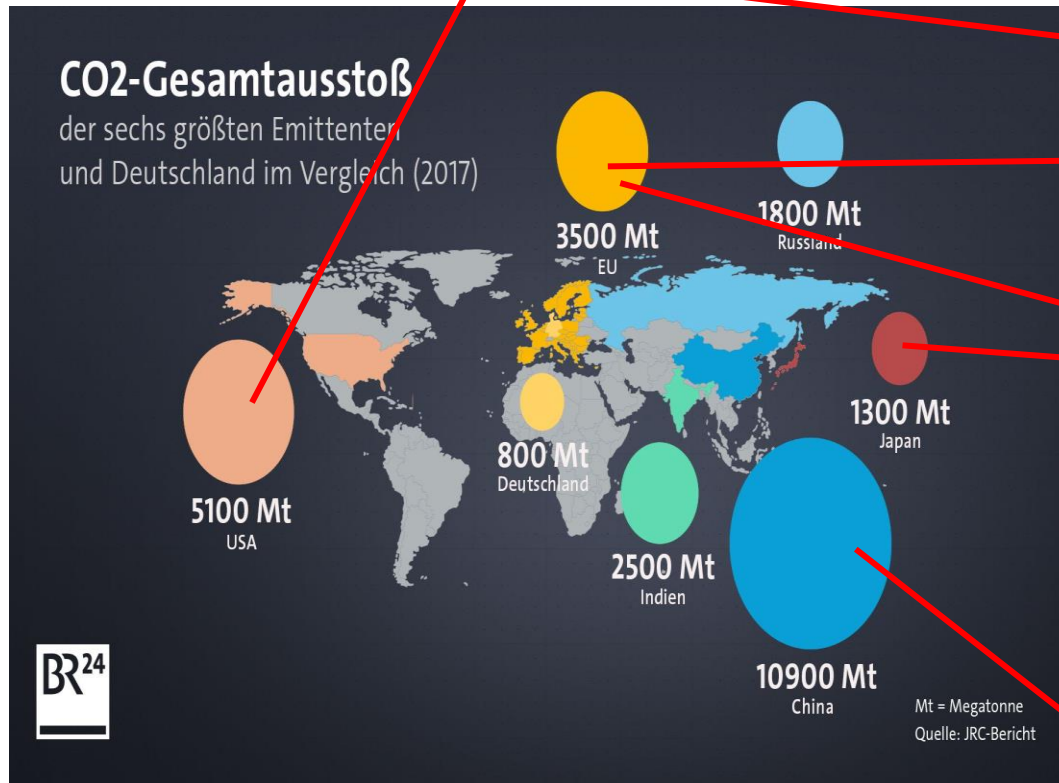 CO2-Gesamtausstoß
der sechs größten Emittenten
und Deutschland im Vergleich (2017)
3500 Mt
EU
1800 Mt
Russland
1300 Mt
Japan
800 Mt
Deutschland
5100 Mt
USA
2500 Mt
Indien
10900 Mt
China
BR24
Mt = Megatonne
Quelle: JRC-Bericht